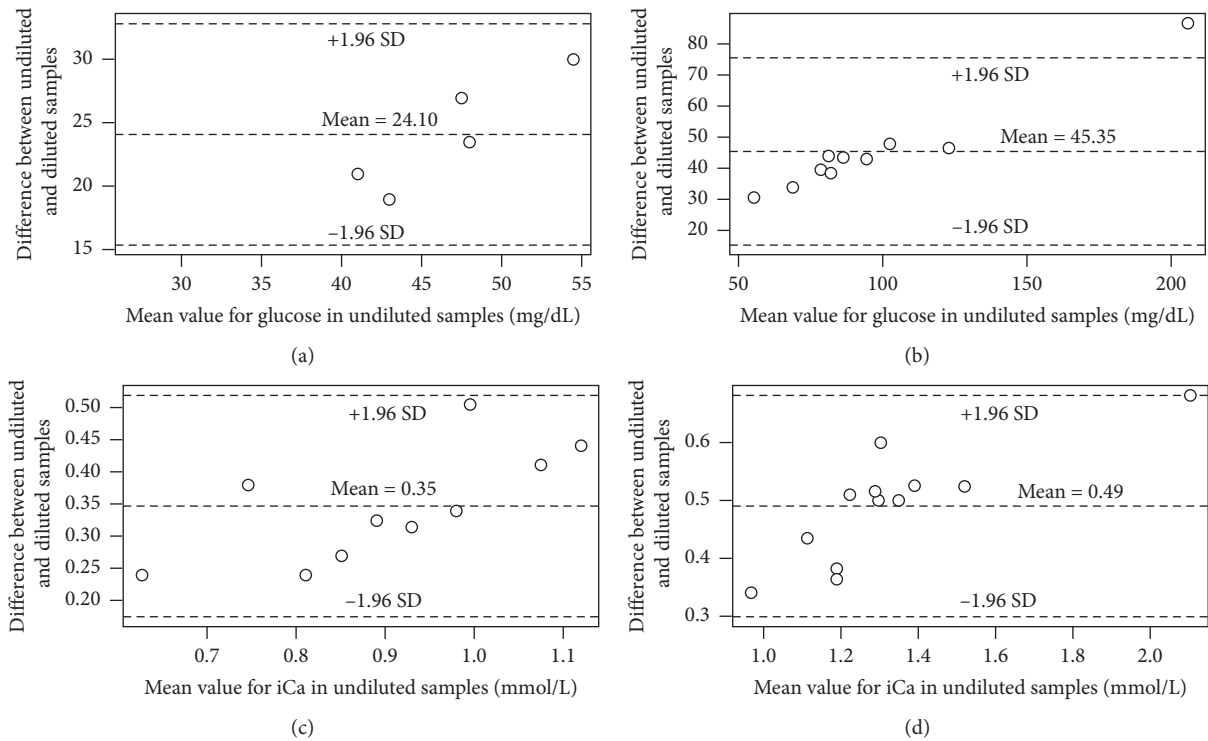 Difference between undiluted
and diluted samples
30
25
20
15
+1.96 SD
Mean = 24.10
–1.96 SD
30
35
40
45
50
55
Mean value for glucose in undiluted samples (mg/dL)
(a)
Difference between undiluted
and diluted samples
80
70
60
50
40
30
20
+1.96 SD
Mean = 45.35
–1.96 SD
50
100
150
200
Mean value for glucose in undiluted samples (mg/dL)
(b)
Difference between undiluted
and diluted samples
0.50
0.45
0.40
0.35
0.30
0.25
0.20
+1.96 SD
Mean = 0.35
–1.96 SD
0.7
0.8
0.9
1.0
1.1
Mean value for iCa in undiluted samples (mmol/L)
(c)
Difference between undiluted
and diluted samples
0.6
0.5
0.4
0.3
+1.96 SD
Mean = 0.49
–1.96 SD
1.0
1.2
1.4
1.6
1.8
2.0
Mean value for iCa in undiluted samples (mmol/L)
(d)